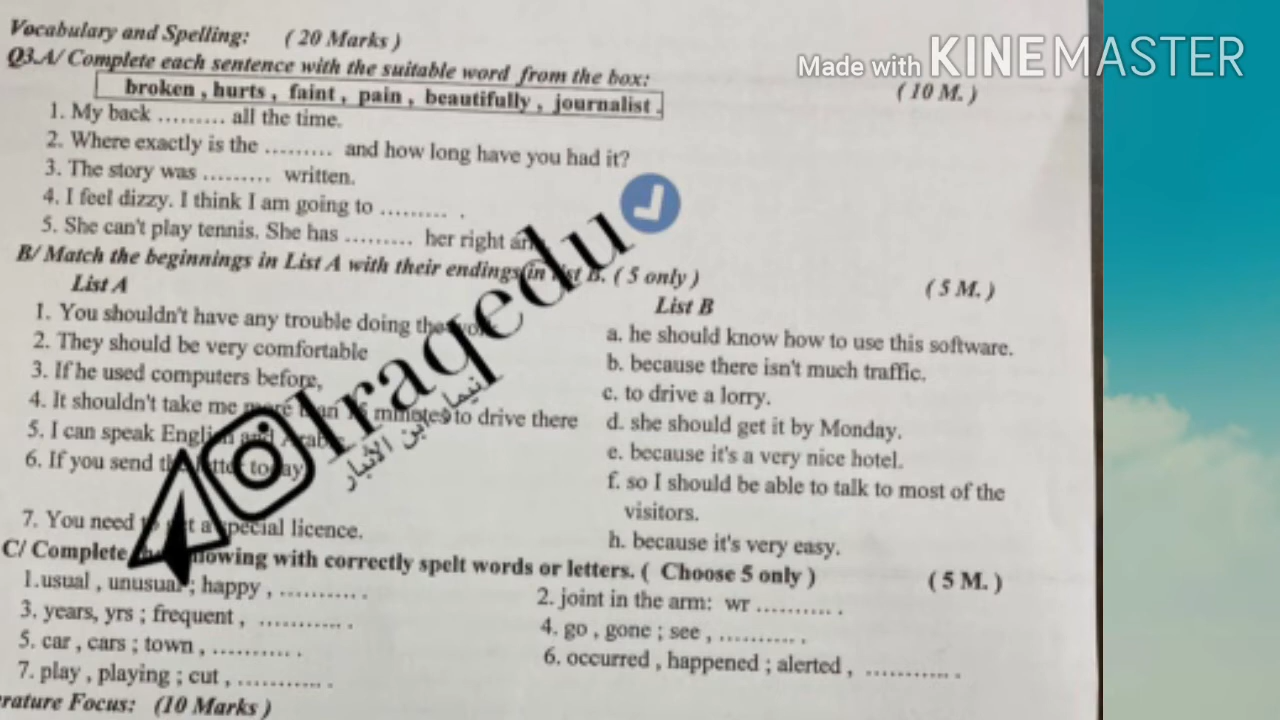 Vocabulary and Spelling: ( 20 Marks )
Made with KINEMASTER
Q3.A/ Complete each sentence with the suitable word from the box:
( 10 M. )
broken , hurts , faint , pain , beautifully , journalist .
1. My back ......... all the time.
2. Where exactly is the ......... and how long have you had it?
3. The story was ......... written.
4. I feel dizzy. I think I am going to ......... .
5. She can't play tennis. She has ......... her right
B/ Match the beginnings in List A with their endings in B. ( 5 only )
( 5 M. )
List A
List B
1. You shouldn't have any trouble doing the
a. he should know how to use this software.
2. They should be very comfortable
b. because there isn't much traffic.
3. If he used computers before,
c. to drive a lorry.
4. It shouldn't take me minutes to drive there
d. she should get it by Monday.
5. I can speak English and
e. because it's a very nice hotel.
6. If you send
f. so I should be able to talk to most of the
visitors.
7. You need a special licence.
h. because it's very easy.
C/ Complete with correctly spelt words or letters. ( Choose 5 only )
( 5 M. )
1.usual , unusual ; happy , .......... .
2. joint in the arm: wr .......... .
3. years, yrs ; frequent , ........... .
4. go , gone ; see , .......... .
5. car , cars ; town , .......... .
6. occurred , happened ; alerted , ........... .
7. play , playing ; cut , ........... .
Focus: (10 Marks )
Iraqedu
ابن الأنبار